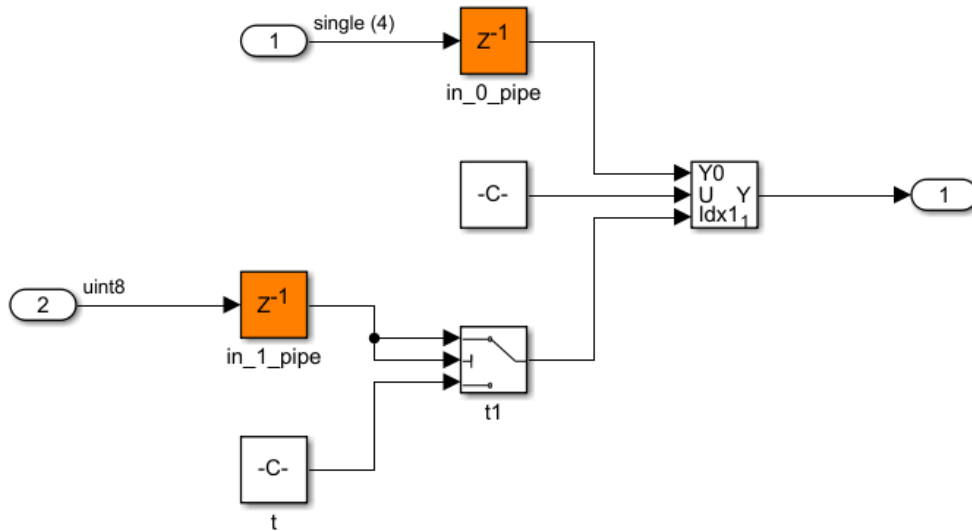 1
single (4)
Z-1
in_0_pipe
-C-
Y0
U Y
Idx1 1
1
2
uint8
Z-1
in_1_pipe
t1
-C-
t